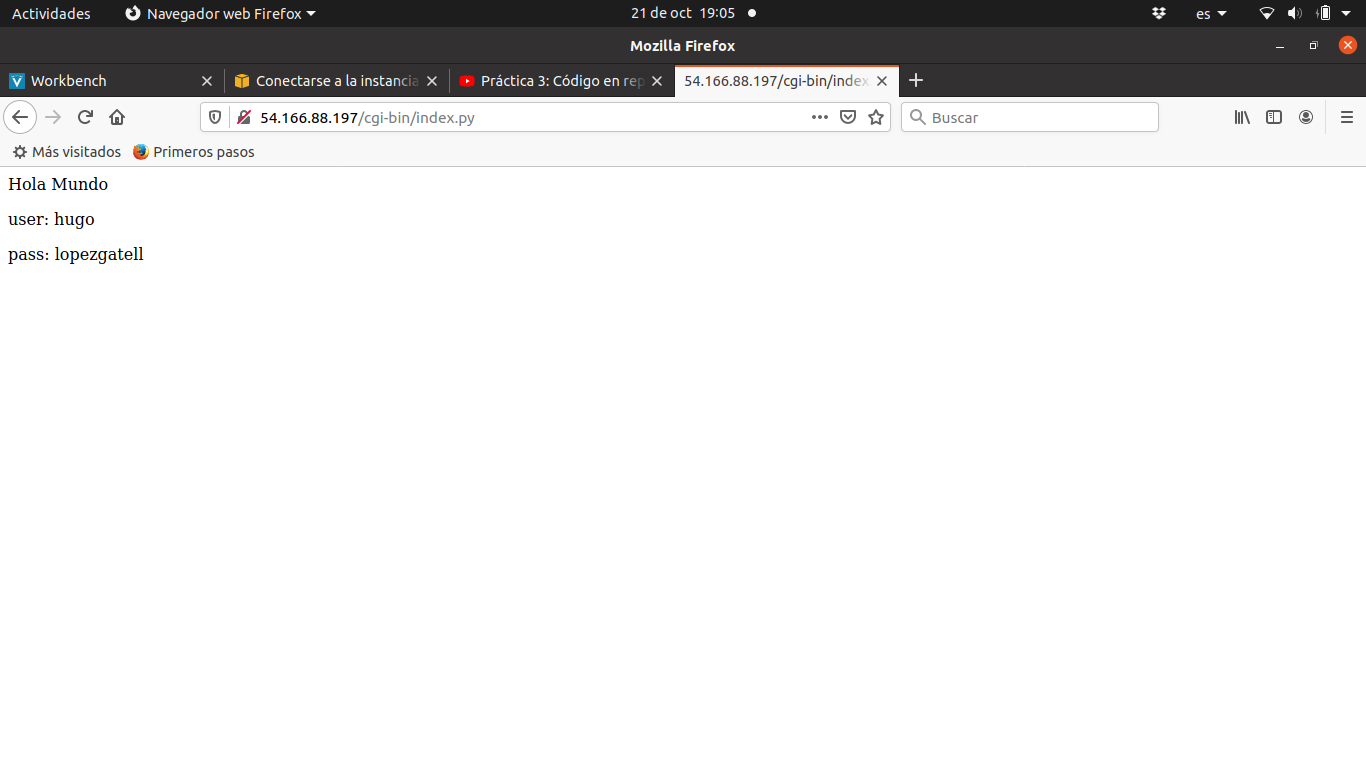 Actividades Navegador web Firefox 21 de oct 19:05 es
Mozilla Firefox
Workbench Conectarse a la instancia Práctica 3: Código en rep 54.166.88.197/cgi-bin/index
54.166.88.197/cgi-bin/index.py Buscar
Más visitados Primeros pasos
Hola Mundo
user: hugo
pass: lopezgatell